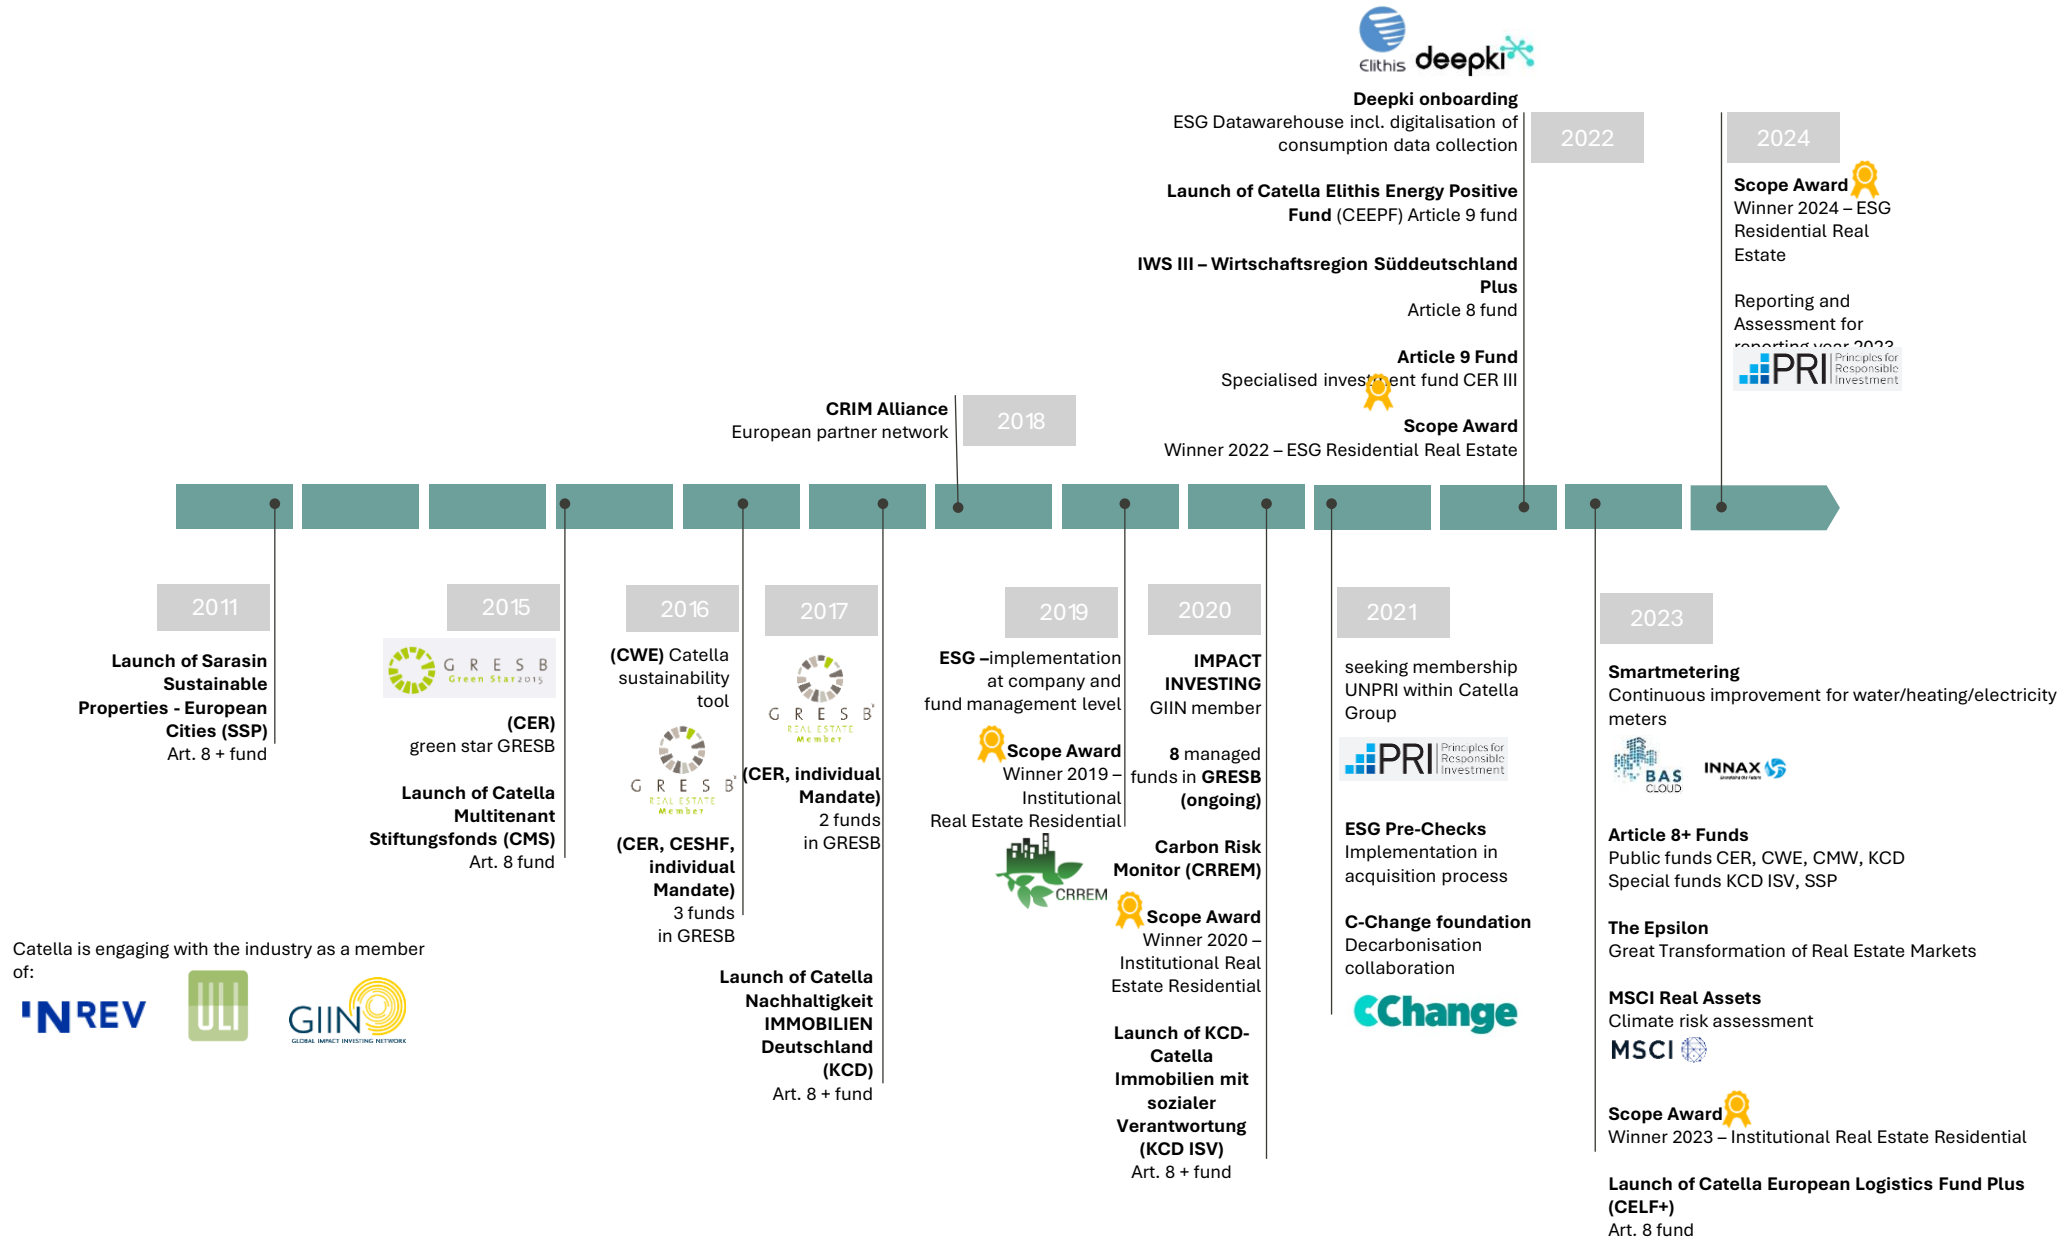 Elithis
deepki
Deepki onboarding
ESG Datawarehouse incl. digitalisation of
consumption data collection
Launch of Catella Elithis Energy Positive
Fund (CEEPF) Article 9 fund
IWS III – Wirtschaftsregion Süddeutschland
Plus
Article 8 fund
Article 9 Fund
Specialised investment fund CER III
Scope Award
Winner 2022 – ESG Residential Real Estate
2022
2024
Scope Award
Winner 2024 – ESG
Residential Real
Estate
Reporting and
Assessment for
reporting year 2023
PRI Principles for
Responsible
Investment
CRIM Alliance
European partner network
2018
2011
Launch of Sarasin
Sustainable
Properties - European
Cities (SSP)
Art. 8 + fund
2015
GRESB
Green Star 2015
(CER)
green star GRESB
Launch of Catella
Multitenant
Stiftungsfonds (CMS)
Art. 8 fund
2016
(CWE) Catella
sustainability
tool
GRESB
REAL ESTATE
Member
(CER, CESHF,
individual
Mandate)
3 funds
in GRESB
2017
GRESB
REAL ESTATE
Member
(CER, individual
Mandate)
2 funds
in GRESB
Launch of Catella
Nachhaltigkeit
IMMOBILIEN
Deutschland
(KCD)
Art. 8 + fund
2019
ESG –implementation
at company and
fund management level
Scope Award
Winner 2019 –
Institutional
Real Estate Residential
CRREM
2020
IMPACT
INVESTING
GIIN member
8 managed
funds in GRESB
(ongoing)
Carbon Risk
Monitor (CRREM)
Scope Award
Winner 2020 –
Institutional Real
Estate Residential
Launch of KCD-
Catella
Immobilien mit
sozialer
Verantwortung
(KCD ISV)
Art. 8 + fund
2021
seeking membership
UNPRI within Catella
Group
PRI Principles for
Responsible
Investment
ESG Pre-Checks
Implementation in
acquisition process
C-Change foundation
Decarbonisation
collaboration
CChange
2023
Smartmetering
Continuous improvement for water/heating/electricity
meters
BAS
CLOUD
INNAX
Article 8+ Funds
Public funds CER, CWE, CMW, KCD
Special funds KCD ISV, SSP
The Epsilon
Great Transformation of Real Estate Markets
MSCI Real Assets
Climate risk assessment
MSCI
Scope Award
Winner 2023 – Institutional Real Estate Residential
Launch of Catella European Logistics Fund Plus
(CELF+)
Art. 8 fund
Catella is engaging with the industry as a member
of:
INREV
ULI
GIIN
GLOBAL IMPACT INVESTING NETWORK